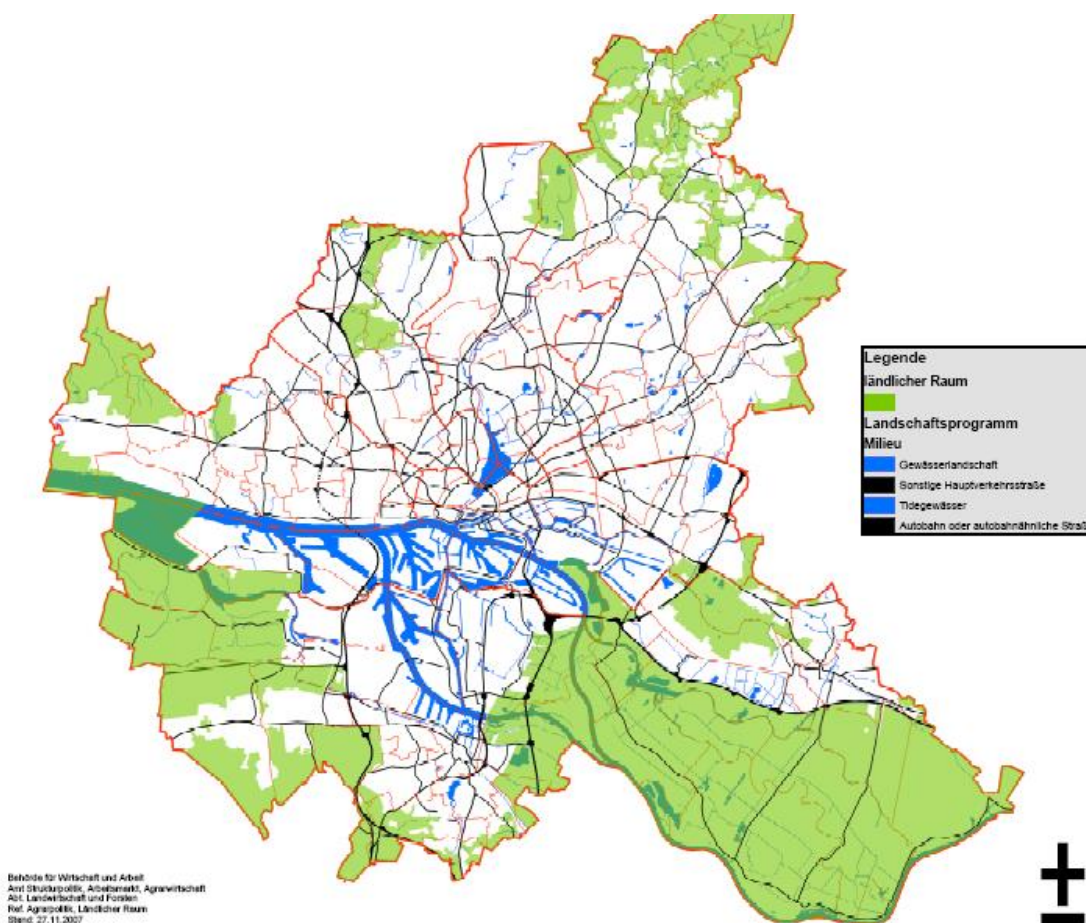 Legende
ländlicher Raum
Landschaftsprogramm
Milieu
Gewässerlandschaft
Sonstige Hauptverkehrsstraße
Tidegewässer
Autobahn oder autobahnähnliche Straß
Behörde für Wirtschaft und Arbeit
Amt Strukturpolitik, Arbeitsmarkt, Agrarwirtschaft
Abt. Landwirtschaft und Forsten
Ref. Agrarpolitik, Ländlicher Raum
Stand: 27.11.2007